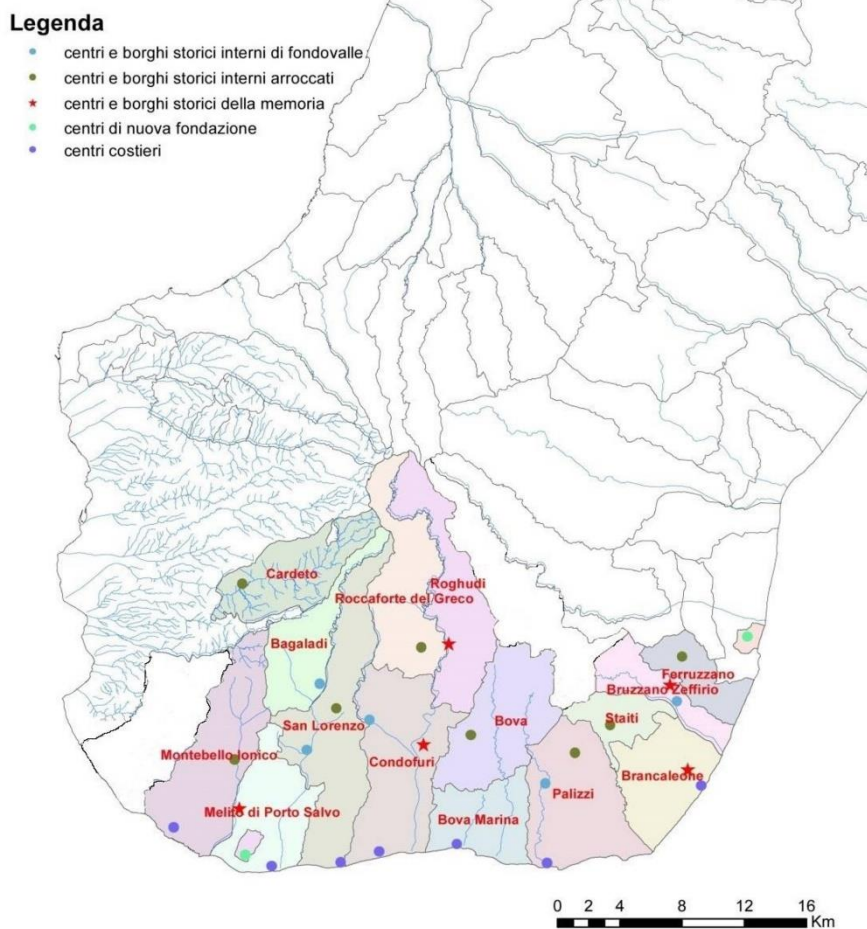 Legenda
centri e borghi storici interni di fondovalle
centri e borghi storici interni arroccati
centri e borghi storici della memoria
centri di nuova fondazione
centri costieri
Cardeto
Roghudi
Roccaforte del Greco
Bagaladi
Ferruzzano
Bruzzano Zeffirio
Staiti
Bova
San Lorenzo
Montebello Ionico
Condofuri
Brancaleone
Palizzi
Melito di Porto Salvo
Bova Marina
0 2 4 8 12 16
Km